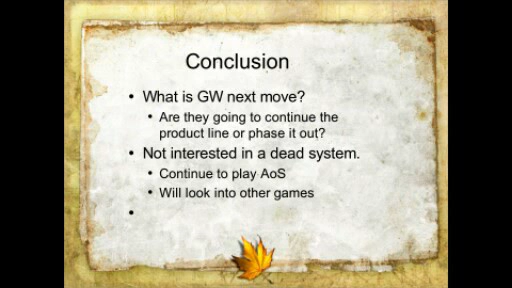 Conclusion
• What is GW next move?
• Are they going to continue the
product line or phase it out?
• Not interested in a dead system.
• Continue to play AoS
• Will look into other games
•